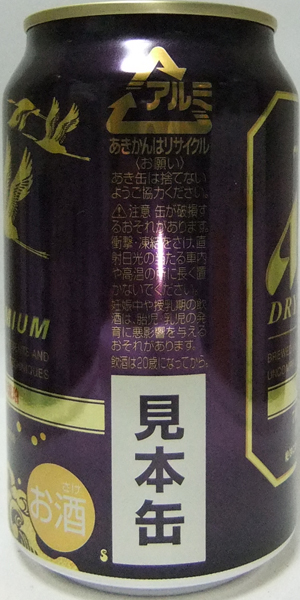 アルミ
あきかんはリサイクル
〈お願い〉
あき缶は捨てない
ようご協力ください。
注意 缶が破損す
るおそれがあります。
衝撃・凍結をさけ、直
射日光の当たる車内
や高温の所に長く置
かないでください。
妊娠中や授乳期の飲
酒は、胎児・乳児の発
育に悪影響を与える
おそれがあります。
飲酒は20歳になってから。
見本缶
MIUM
AND
さけ
お酒
S
DR
BREWE